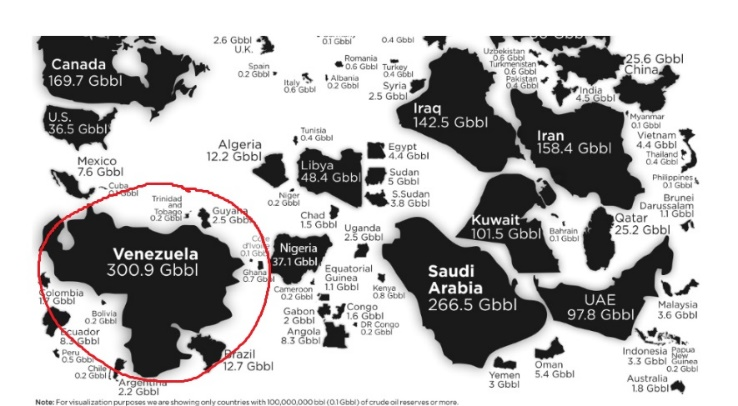 Canada
169.7 Gbbl
U.S.
36.5 Gbbl
Mexico
7.6 Gbbl
Cuba
0.1 Gbbl
2.6 Gbbl
U.K.
Spain
0.2 Gbbl
Italy
0.6 Gbbl
0.1 Gbbl
Romania
0.6 Gbbl
Albania
0.2 Gbbl
0.4 Gbbl
Turkey
0.4 Gbbl
Syria
2.5 Gbbl
Iraq
142.5 Gbbl
Uzbekistan
0.6 Gbbl
Turkmenistan
0.6 Gbbl
Pakistan
0.4 Gbbl
25.6 Gbbl
China
India
4.5 Gbbl
Iran
158.4 Gbbl
Myanmar
0.1 Gbbl
Vietnam
4.4 Gbbl
Thailand
0.4 Gbbl
Philippines
0.1 Gbbl
Brunei
Darussalam
1.1 Gbbl
Algeria
12.2 Gbbl
Tunisia
0.4 Gbbl
Libya
48.4 Gbbl
Egypt
4.4 Gbbl
Sudan
5 Gbbl
S.Sudan
3.8 Gbbl
Niger
0.2 Gbbl
Chad
1.5 Gbbl
Uganda
2.5 Gbbl
Trinidad
and
Tobago
0.2 Gbbl
Guyana
2.5 Gbbl
Venezuela
300.9 Gbbl
Côte
d'Ivoire
0.1 Gbbl
Ghana
0.7 Gbbl
Nigeria
37.1 Gbbl
Cameroon
0.2 Gbbl
Equatorial
Guinea
1.1 Gbbl
Kenya
0.8 Gbbl
Gabon
2 Gbbl
Congo
1.6 Gbbl
DR Congo
0.2 Gbbl
Angola
8.3 Gbbl
Kuwait
101.5 Gbbl
Bahrain
0.1 Gbbl
Qatar
25.2 Gbbl
Saudi
Arabia
266.5 Gbbl
UAE
97.8 Gbbl
Malaysia
3.6 Gbbl
Indonesia
3.3 Gbbl
Papua
New
Guinea
0.2 Gbbl
Australia
1.8 Gbbl
Yemen
3 Gbbl
Oman
5.4 Gbbl
Colombia
1.7 Gbbl
Ecuador
8.3 Gbbl
Peru
0.5 Gbbl
Bolivia
0.2 Gbbl
Chile
0.2 Gbbl
Argentina
2.2 Gbbl
Brazil
12.7 Gbbl
Note: For visualization purposes we are showing only countries with 100,000,000 bbl (0.1Gbbl) of crude oil reserves or more.